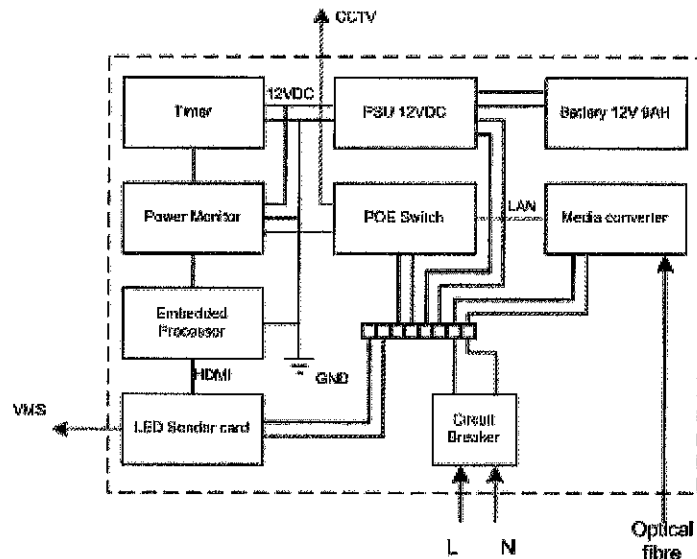 CCTV
12VDC
Timer
PSU 12VDC
Battery 12V 9AH
Power Monitor
POE Switch
LAN
Media converter
Embedded
Processor
HDMI
GND
VMS
LED Sender card
Circuit
Breaker
L
N
Optical
fibre